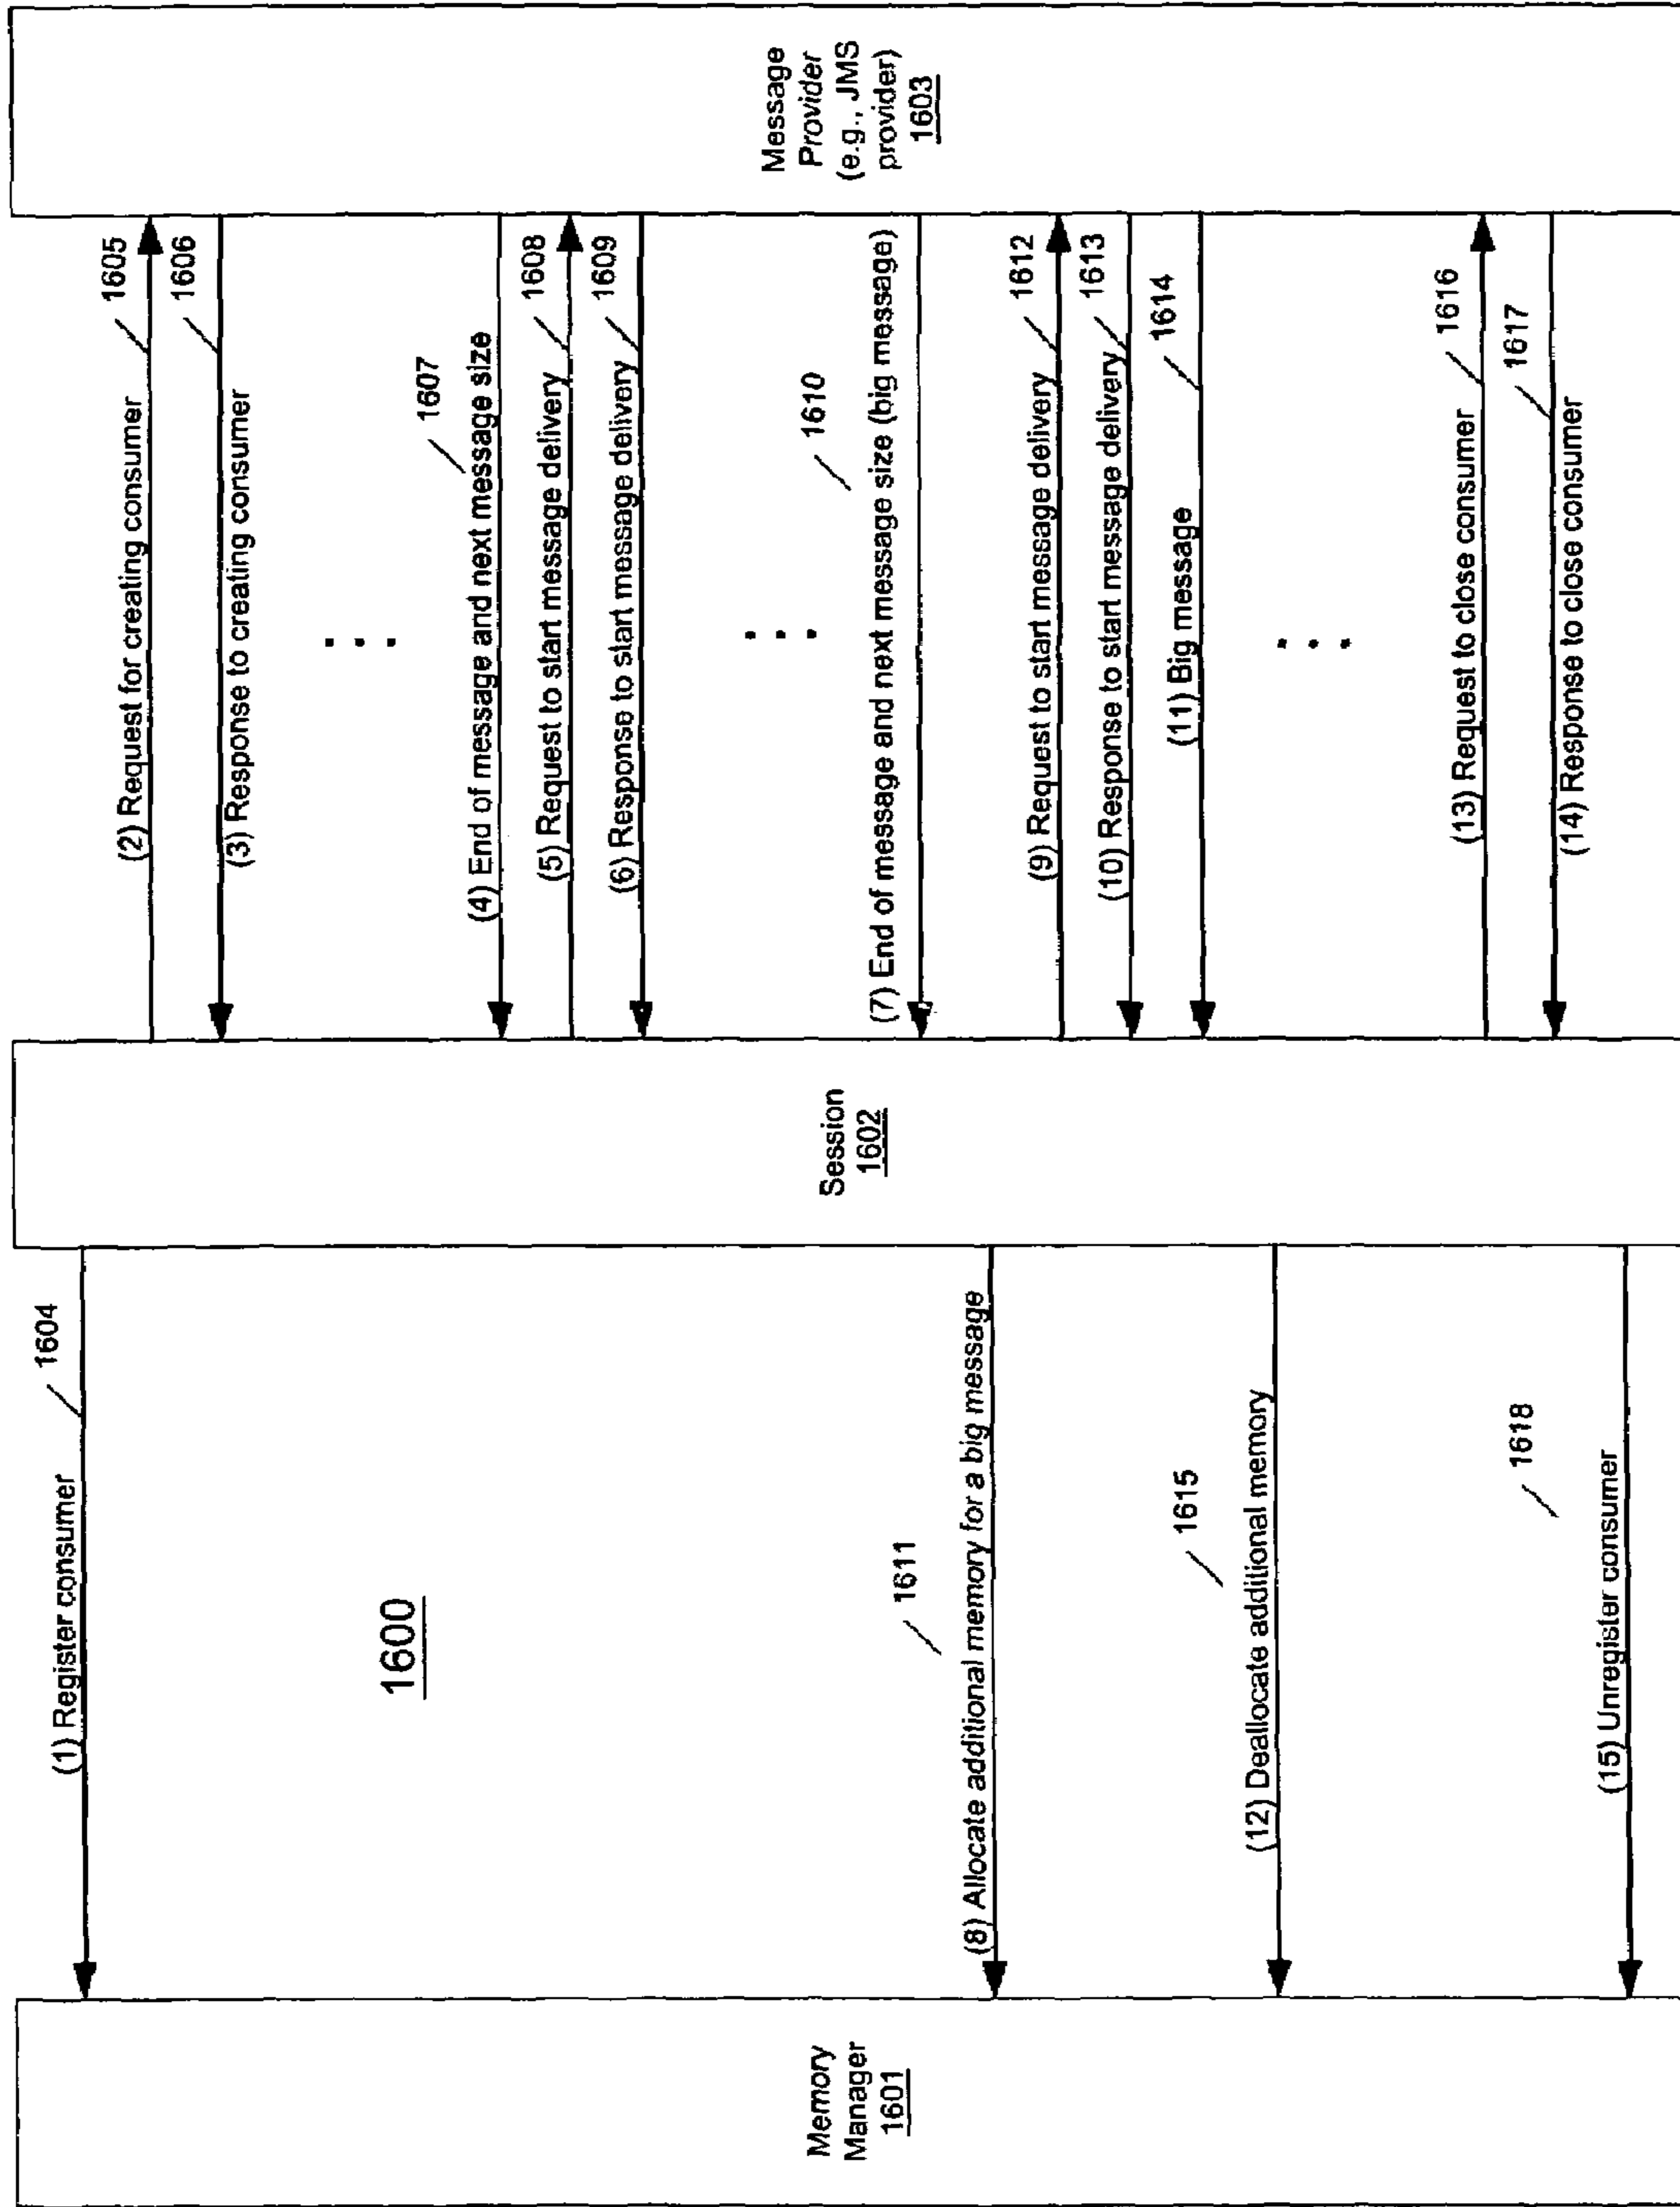 Memory
Manager
1601
Session
1602
Message
Provider
(e.g., JMS
provider)
1603
(1) Register consumer
1604
(2) Request for creating consumer
1605
(3) Response to creating consumer
1606
1600
. . .
(4) End of message and next message size
1607
(5) Request to start message delivery
1608
(6) Response to start message delivery
1609
. . .
(7) End of message and next message size (big message)
1610
(8) Allocate additional memory for a big message
1611
(9) Request to start message delivery
1612
(10) Response to start message delivery
1613
(11) Big message
1614
(12) Deallocate additional memory
1615
. . .
(13) Request to close consumer
1616
(14) Response to close consumer
1617
(15) Unregister consumer
1618